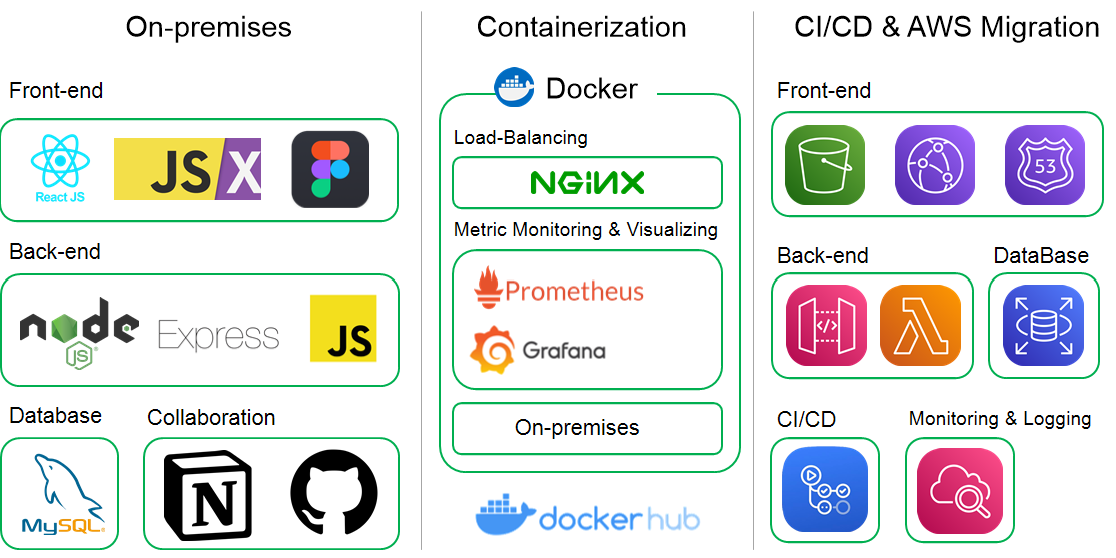 On-premises
Front-end
React JS
JS X
Back-end
node
JS
Express
JS
Database
MySQL
Collaboration
N
Containerization
Docker
Load-Balancing
NGiNX
Metric Monitoring & Visualizing
Prometheus
Grafana
On-premises
docker hub
CI/CD & AWS Migration
Front-end
53
Back-end
</>
DataBase
CI/CD
Monitoring & Logging